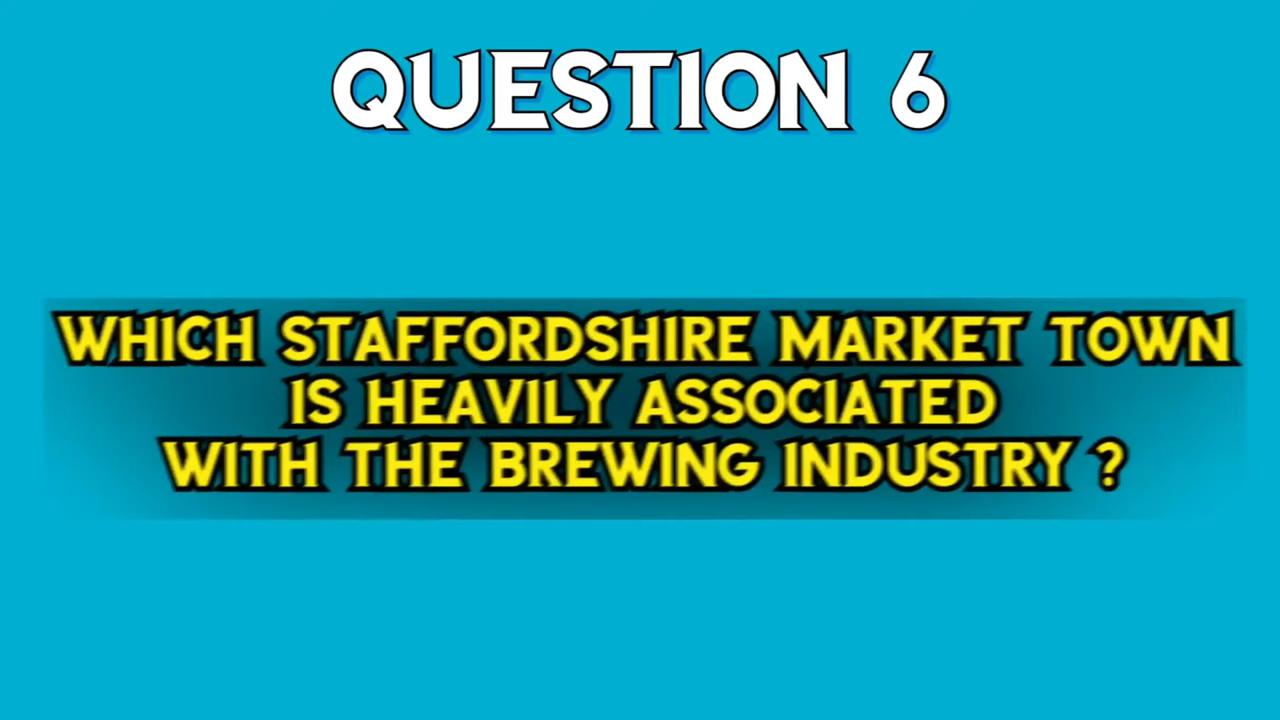 QUESTION 6
WHICH STAFFORDSHIRE MARKET TOWN
IS HEAVILY ASSOCIATED
WITH THE BREWING INDUSTRY ?